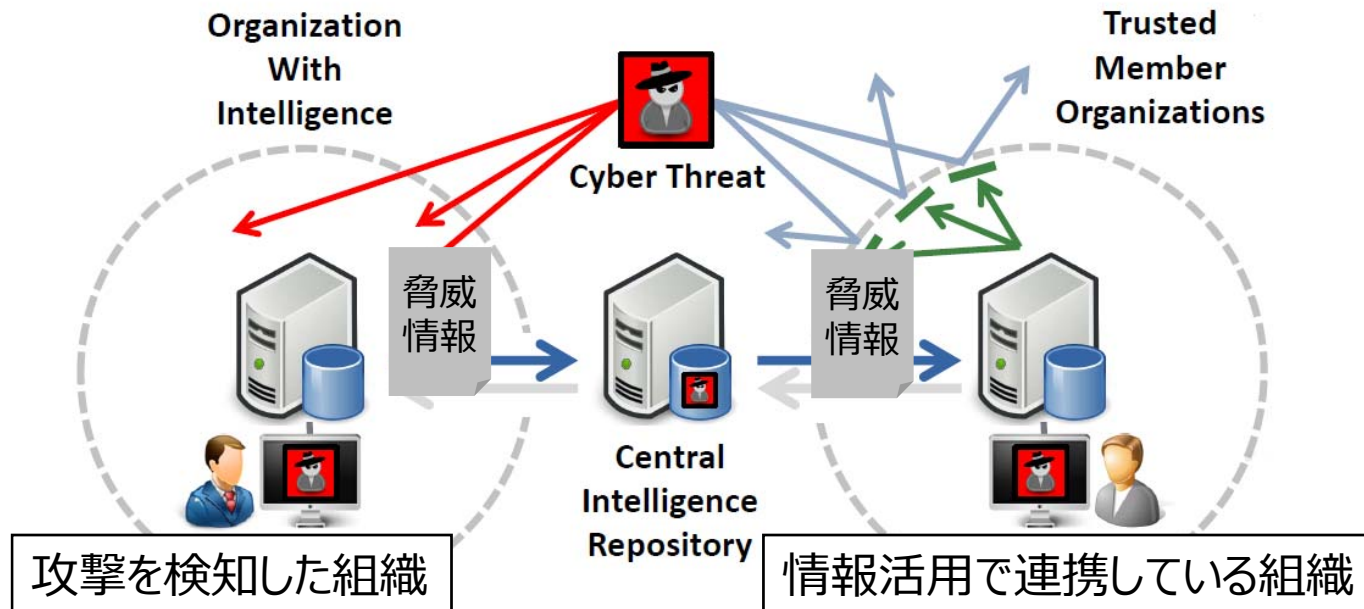 Organization
With
Intelligence
Cyber Threat
Trusted
Member
Organizations
脅威
情報
脅威
情報
Central
Intelligence
Repository
攻撃を検知した組織
情報活用で連携している組織